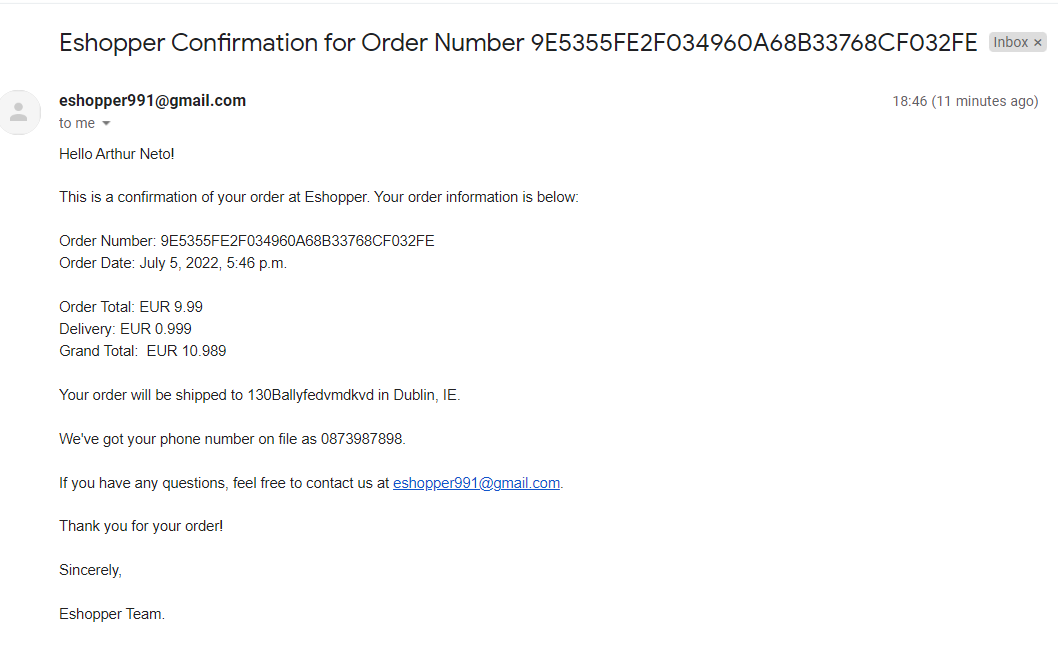 Eshopper Confirmation for Order Number 9E5355FE2F034960A68B33768CF032FE Inbox ×
eshopper991@gmail.com 18:46 (11 minutes ago)
to me
Hello Arthur Neto!
This is a confirmation of your order at Eshopper. Your order information is below:
Order Number: 9E5355FE2F034960A68B33768CF032FE
Order Date: July 5, 2022, 5:46 p.m.
Order Total: EUR 9.99
Delivery: EUR 0.999
Grand Total:  EUR 10.989
Your order will be shipped to 130Ballyfedvmdkvd in Dublin, IE.
We've got your phone number on file as 0873987898.
If you have any questions, feel free to contact us at eshopper991@gmail.com.
Thank you for your order!
Sincerely,
Eshopper Team.